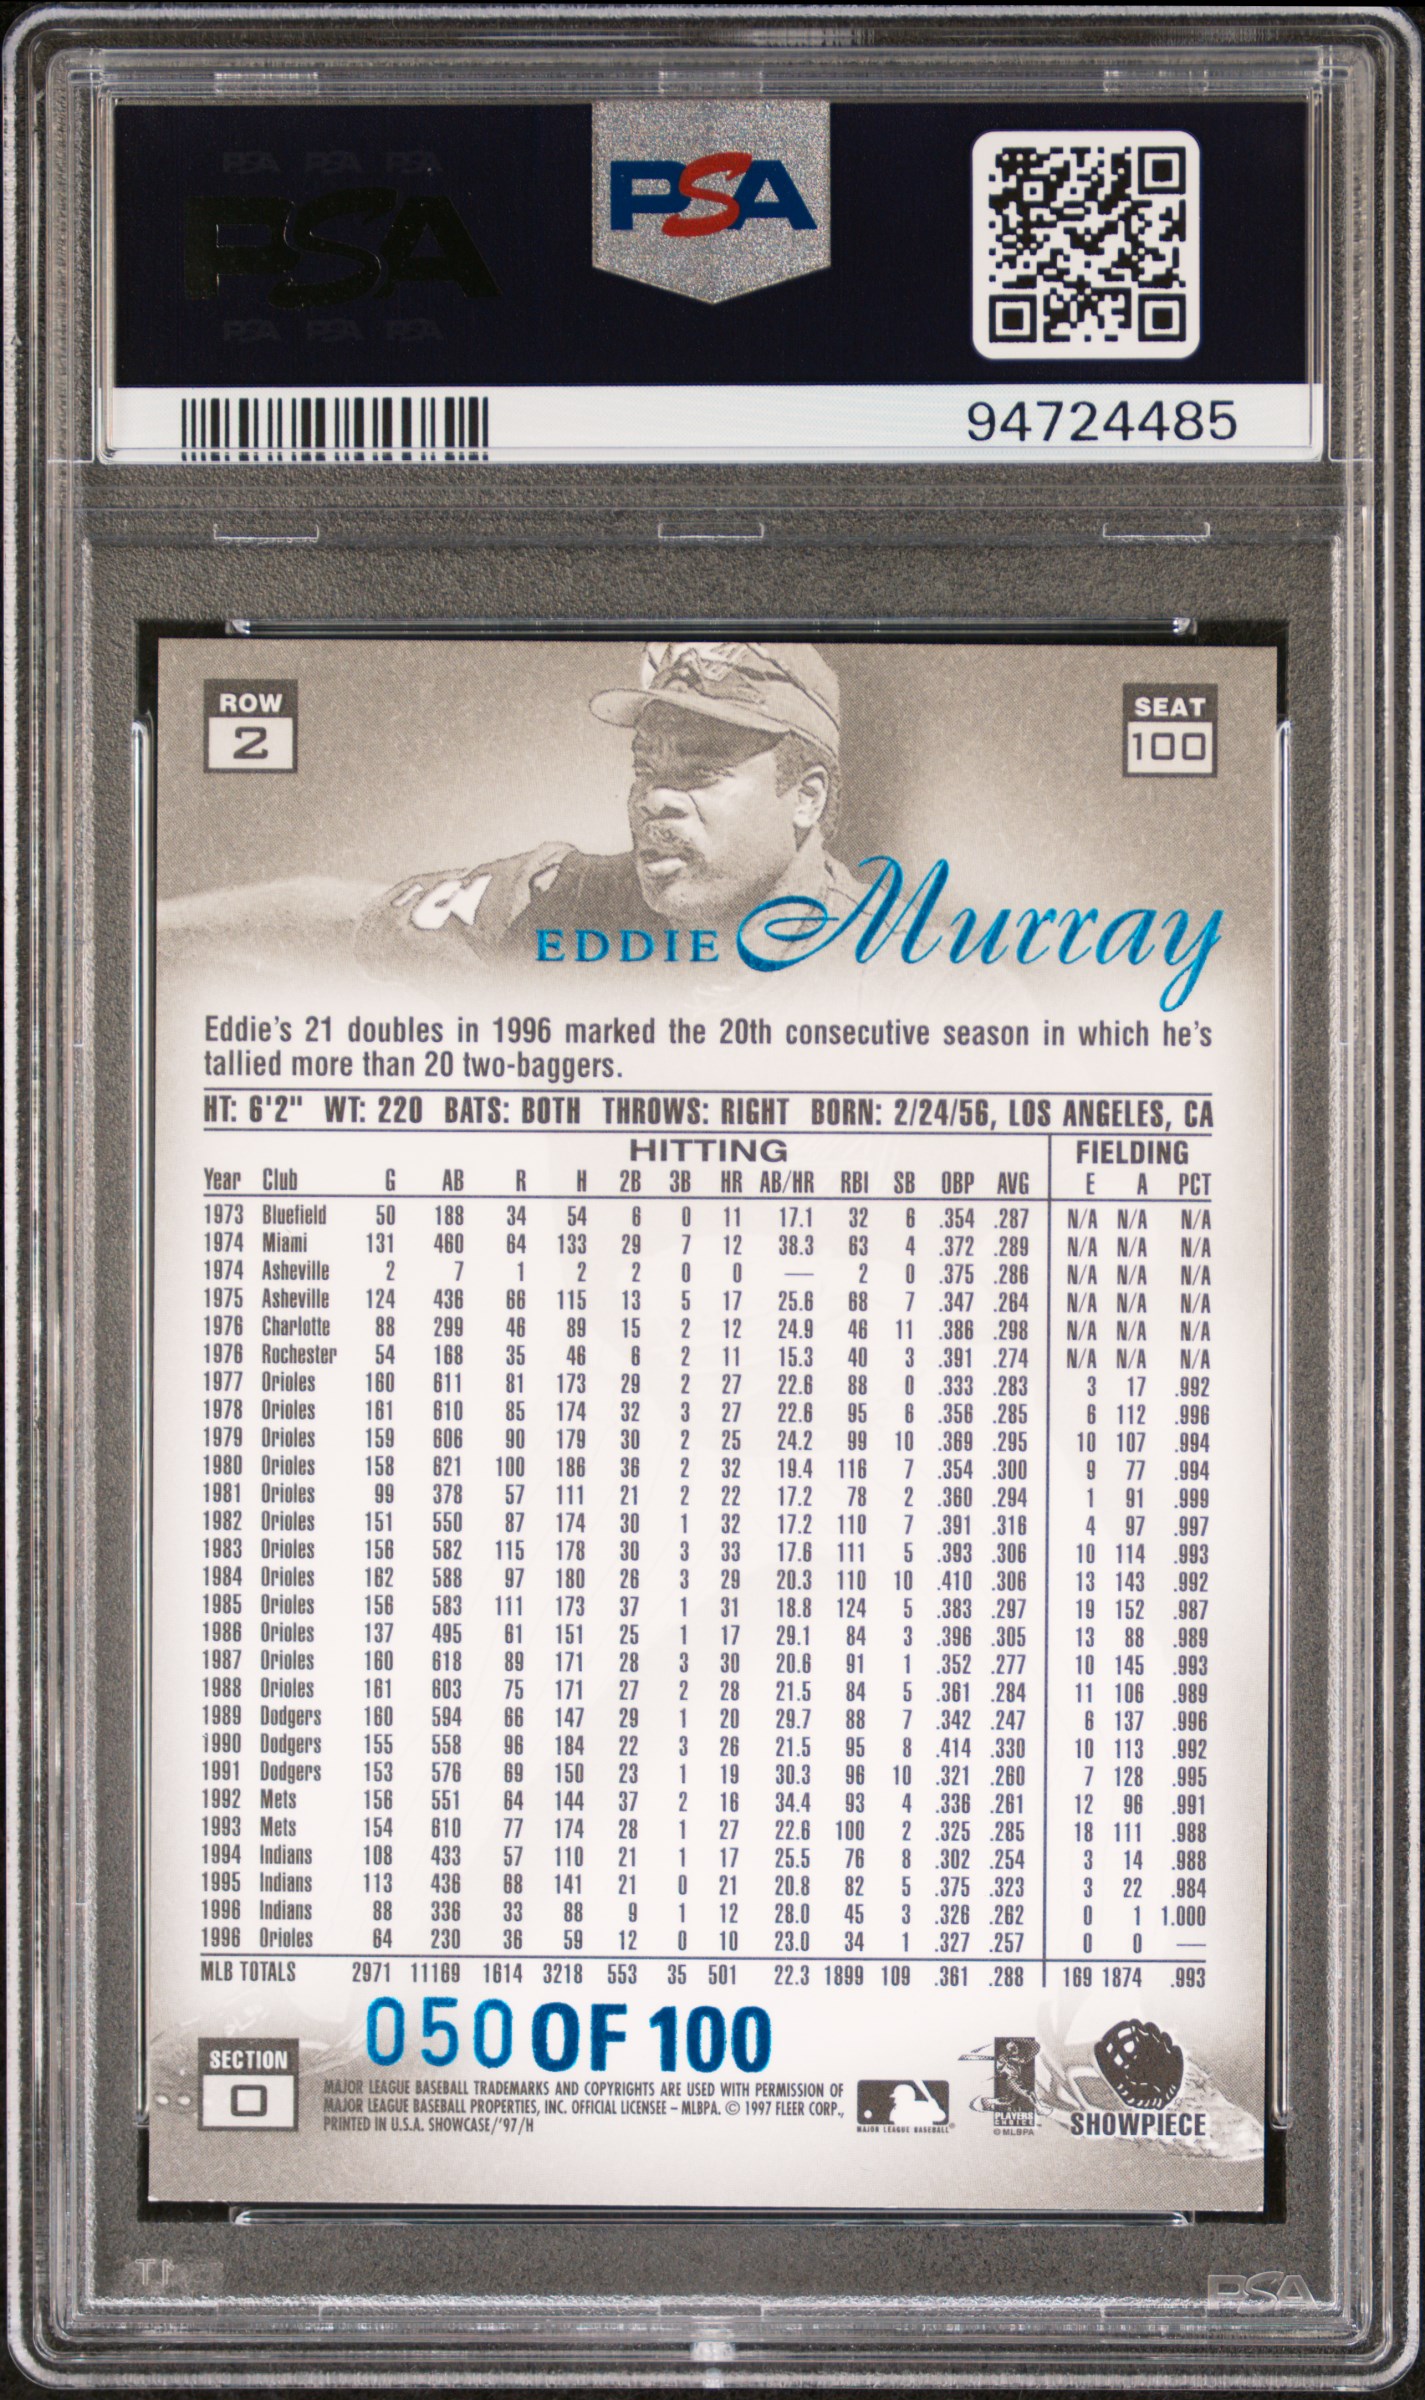 PSA PSA PSA
PSA
PSA PSA PSA
PSA
94724485
ROW
2
SEAT
100
EDDIE Murray
Eddie's 21 doubles in 1996 marked the 20th consecutive season in which he's
tallied more than 20 two-baggers.
HT: 6'2" WT: 220 BATS: BOTH THROWS: RIGHT BORN: 2/24/56, LOS ANGELES, CA
HITTING FIELDING
Year Club G AB R H 2B 3B HR AB/HR RBI SB OBP AVG E A PCT
1973 Bluefield 50 188 34 54 6 0 11 17.1 32 6 .354 .287 N/A N/A N/A
1974 Miami 131 460 64 133 29 7 12 38.3 63 4 .372 .289 N/A N/A N/A
1974 Asheville 2 7 1 2 2 0 0 — 2 0 .375 .286 N/A N/A N/A
1975 Asheville 124 436 66 115 13 5 17 25.6 68 7 .347 .264 N/A N/A N/A
1976 Charlotte 88 299 46 89 15 2 12 24.9 46 11 .386 .298 N/A N/A N/A
1976 Rochester 54 168 35 46 6 2 11 15.3 40 3 .391 .274 N/A N/A N/A
1977 Orioles 160 611 81 173 29 2 27 22.6 88 0 .333 .283 3 17 .992
1978 Orioles 161 610 85 174 32 3 27 22.6 95 6 .356 .285 6 112 .996
1979 Orioles 159 606 90 179 30 2 25 24.2 99 10 .369 .295 10 107 .994
1980 Orioles 158 621 100 186 36 2 32 19.4 116 7 .354 .300 9 77 .994
1981 Orioles 99 378 57 111 21 2 22 17.2 78 2 .360 .294 1 91 .999
1982 Orioles 151 550 87 174 30 1 32 17.2 110 7 .391 .316 4 97 .997
1983 Orioles 156 582 115 178 30 3 33 17.6 111 5 .393 .306 10 114 .993
1984 Orioles 162 588 97 180 26 3 29 20.3 110 10 .410 .306 13 143 .992
1985 Orioles 156 583 111 173 37 1 31 18.8 124 5 .383 .297 19 152 .987
1986 Orioles 137 495 61 151 25 1 17 29.1 84 3 .396 .305 13 88 .989
1987 Orioles 160 618 89 171 28 3 30 20.6 91 1 .352 .277 10 145 .993
1988 Orioles 161 603 75 171 27 2 28 21.5 84 5 .361 .284 11 106 .989
1989 Dodgers 160 594 66 147 29 1 20 29.7 88 7 .342 .247 6 137 .996
1990 Dodgers 155 558 96 184 22 3 26 21.5 95 8 .414 .330 10 113 .992
1991 Dodgers 153 576 69 150 23 1 19 30.3 96 10 .321 .260 7 128 .995
1992 Mets 156 551 64 144 37 2 16 34.4 93 4 .336 .261 12 96 .991
1993 Mets 154 610 77 174 28 1 27 22.6 100 2 .325 .285 18 111 .988
1994 Indians 108 433 57 110 21 1 17 25.5 76 8 .302 .254 3 14 .988
1995 Indians 113 436 68 141 21 0 21 20.8 82 5 .375 .323 3 22 .984
1996 Indians 88 336 33 88 9 1 12 28.0 45 3 .326 .262 0 1 1.000
1996 Orioles 64 230 36 59 12 0 10 23.0 34 1 .327 .257 0 0 —
MLB TOTALS 2971 11169 1614 3218 553 35 501 22.3 1899 109 .361 .288 169 1874 .993
050 OF 100
SECTION
0
MAJOR LEAGUE BASEBALL TRADEMARKS AND COPYRIGHTS ARE USED WITH PERMISSION OF
MAJOR LEAGUE BASEBALL PROPERTIES, INC. OFFICIAL LICENSEE – MLBPA. © 1997 FLEER CORP.,
PRINTED IN U.S.A. SHOWCASE/'97/H
MAJOR LEAGUE BASEBALL
PLAYERS
CHOICE
© MLBPA
SHOWPIECE
PSA